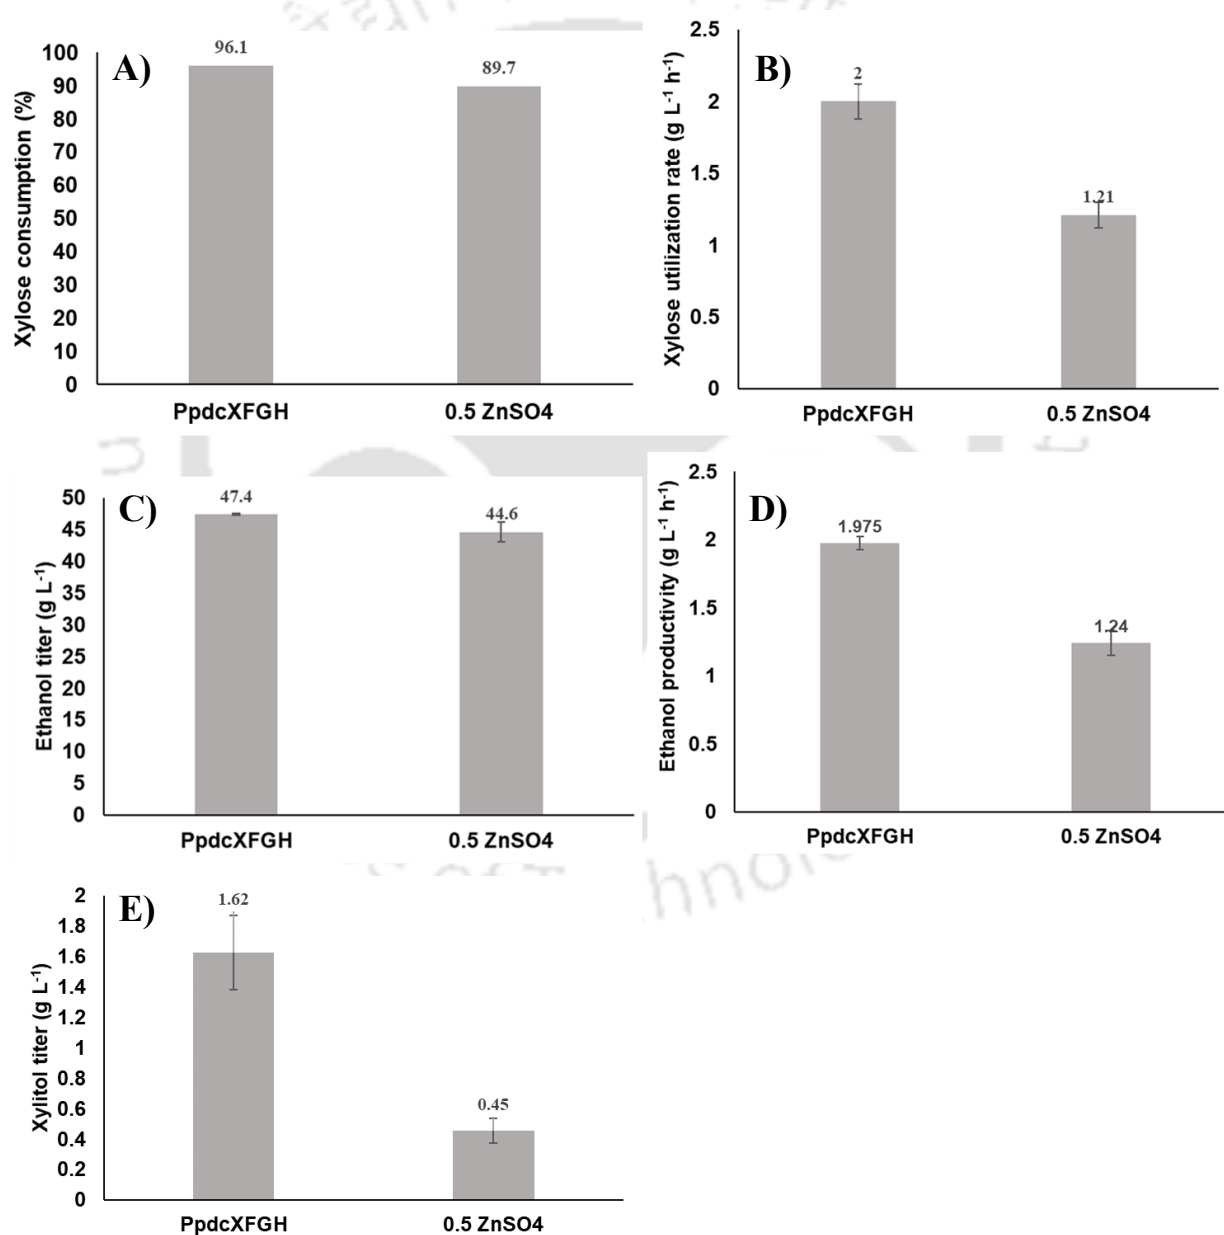 A)
Xylose consumption (%)
100
90
80
70
60
50
40
30
20
10
0
96.1
89.7
PpdcXFGH
0.5 ZnSO4
B)
Xylose utilization rate (g L-1 h-1)
2.5
2
1.5
1
0.5
0
2
1.21
PpdcXFGH
0.5 ZnSO4
C)
Ethanol titer (g L-1)
50
45
40
35
30
25
20
15
10
5
0
47.4
44.6
PpdcXFGH
0.5 ZnSO4
D)
Ethanol productivity (g L-1 h-1)
2.5
2
1.5
1
0.5
0
1.975
1.24
PpdcXFGH
0.5 ZnSO4
E)
Xylitol titer (g L-1)
2
1.8
1.6
1.4
1.2
1
0.8
0.6
0.4
0.2
0
1.62
0.45
PpdcXFGH
0.5 ZnSO4